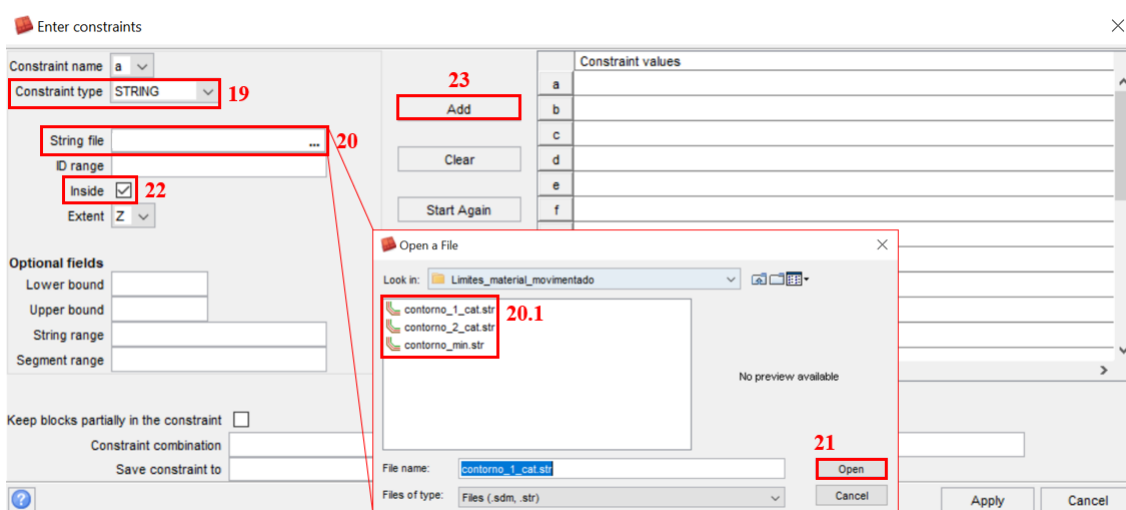 Enter constraints
Constraint name a
Constraint type STRING 19
String file ... 20
ID range
Inside 22
Extent Z
Optional fields
Lower bound
Upper bound
String range
Segment range
Keep blocks partially in the constraint
Constraint combination
Save constraint to
23
Add
Clear
Start Again
Constraint values
a
b
c
d
e
f
Open a File
Look in: Limites_material_movimentado
contorno_1_cat.str
contorno_2_cat.str
contorno_min.str
20.1
No preview available
21
File name: contorno_1_cat.str Open
Files of type: Files (.sdm, .str) Cancel
? Apply Cancel